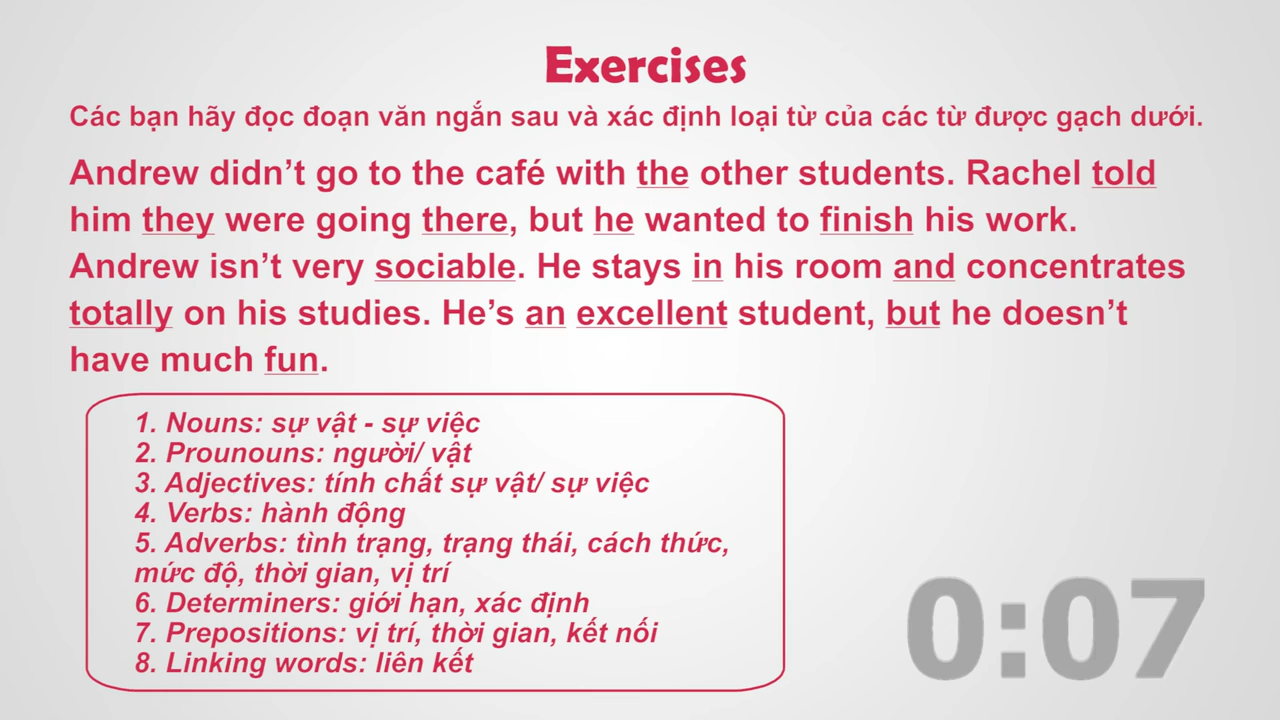 Exercises
Các bạn hãy đọc đoạn văn ngắn sau và xác định loại từ của các từ được gạch dưới.
Andrew didn’t go to the café with the other students. Rachel told
him they were going there, but he wanted to finish his work.
Andrew isn’t very sociable. He stays in his room and concentrates
totally on his studies. He’s an excellent student, but he doesn’t
have much fun.
1. Nouns: sự vật - sự việc
2. Prounouns: người/ vật
3. Adjectives: tính chất sự vật/ sự việc
4. Verbs: hành động
5. Adverbs: tình trạng, trạng thái, cách thức,
mức độ, thời gian, vị trí
6. Determiners: giới hạn, xác định
7. Prepositions: vị trí, thời gian, kết nối
8. Linking words: liên kết
0:07